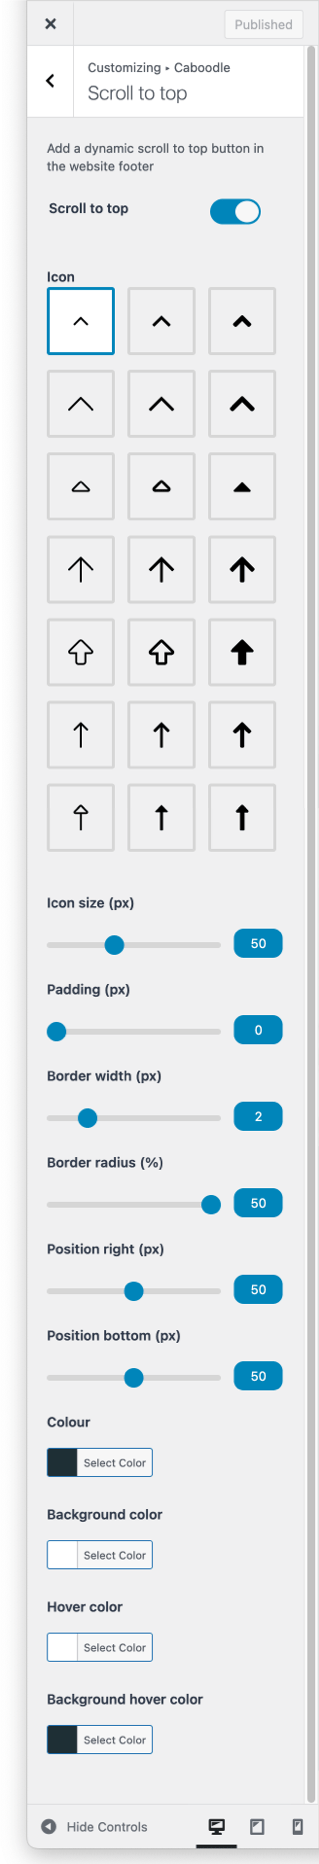 Published
Customizing ▸ Caboodle
Scroll to top
Add a dynamic scroll to top button in
the website footer
Scroll to top
Icon
Icon size (px)
50
Padding (px)
0
Border width (px)
2
Border radius (%)
50
Position right (px)
50
Position bottom (px)
50
Colour
Select Color
Background color
Select Color
Hover color
Select Color
Background hover color
Select Color
Hide Controls